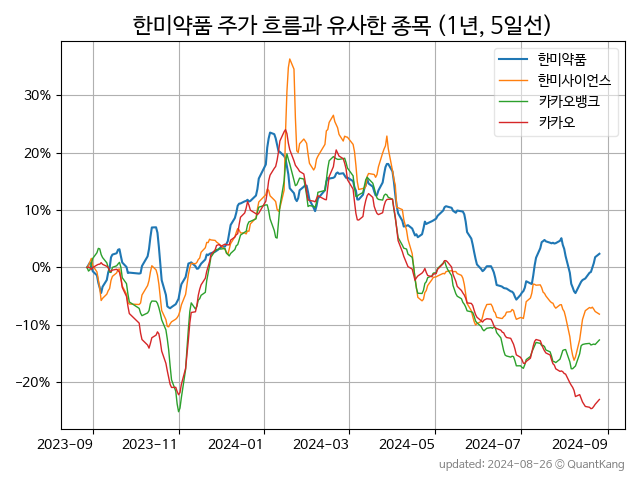 한미약품 주가 흐름과 유사한 종목 (1년, 5일선)
한미약품
한미사이언스
카카오뱅크
카카오
30%
20%
10%
0%
−10%
−20%
2023-09 2023-11 2024-01 2024-03 2024-05 2024-07 2024-09
updated: 2024-08-26 © QuantKang